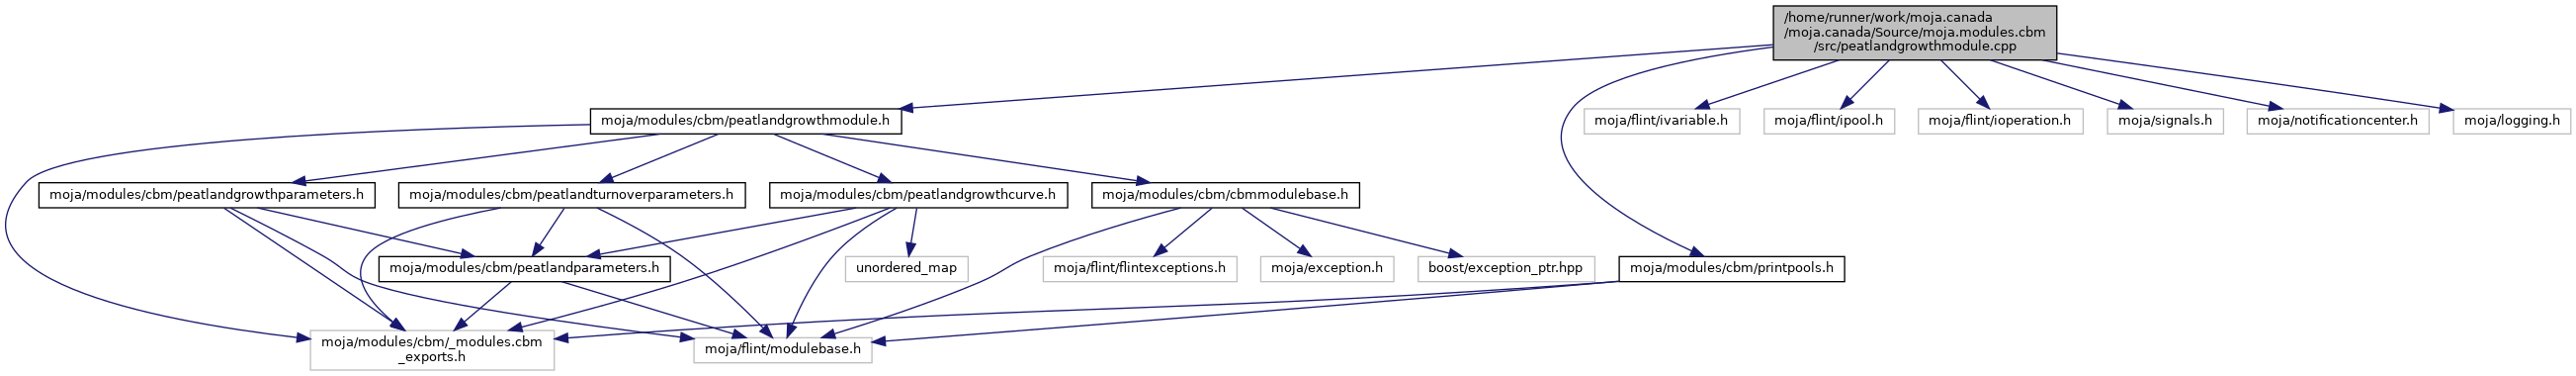 /home/runner/work/moja.canada
/moja.canada/Source/moja.modules.cbm
/src/peatlandgrowthmodule.cpp
moja/modules/cbm/peatlandgrowthmodule.h
moja/flint/ivariable.h
moja/flint/ipool.h
moja/flint/ioperation.h
moja/signals.h
moja/notificationcenter.h
moja/logging.h
moja/modules/cbm/peatlandgrowthparameters.h
moja/modules/cbm/peatlandturnoverparameters.h
moja/modules/cbm/peatlandgrowthcurve.h
moja/modules/cbm/cbmmodulebase.h
moja/modules/cbm/peatlandparameters.h
unordered_map
moja/flint/flintexceptions.h
moja/exception.h
boost/exception_ptr.hpp
moja/modules/cbm/printpools.h
moja/modules/cbm/_modules.cbm
_exports.h
moja/flint/modulebase.h